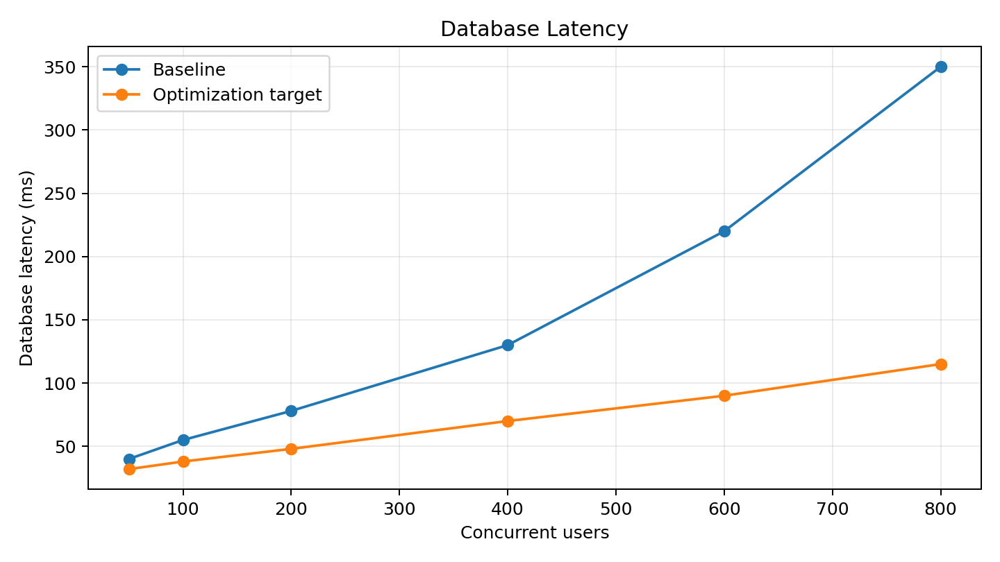 Database Latency
Baseline
Optimization target
350
300
250
200
150
100
50
Database latency (ms)
100 200 300 400 500 600 700 800
Concurrent users